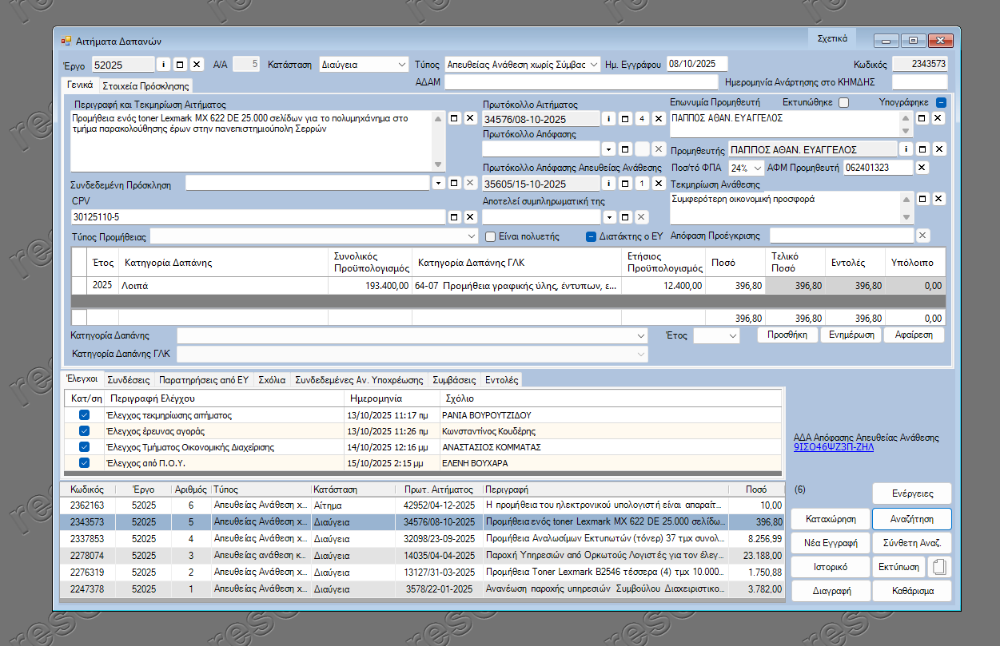 Αιτήματα Δαπανών
Σχετικά
Έργο 52025 i Α/Α 5 Κατάσταση Διαύγεια Τύπος Απευθείας Ανάθεση χωρίς Σύμβας Ημ. Εγγράφου 08/10/2025 Κωδικός 2343573
Γενικά Στοιχεία Πρόσκλησης ΑΔΑΜ Ημερομηνία Ανάρτησης στο ΚΗΜΔΗΣ
Περιγραφή και Τεκμηρίωση Αιτήματος
Προμήθεια ενός toner Lexmark MX 622 DE 25.000 σελίδων για το πολυμηχάνημα στο
τμήμα παρακολούθησης έρων στην πανεπιστημιούπολη Σερρών
Συνδεδεμένη Πρόσκληση
CPV
30125110-5
Τύπος Προμήθειας
Πρωτόκολλο Αιτήματος
34576/08-10-2025 i 4
Πρωτόκολλο Απόφασης
Πρωτόκολλο Απόφασης Απευθείας Ανάθεσης
35605/15-10-2025 i 1
Αποτελεί συμπληρωματική της
Είναι πολυετής Διατάκτης ο ΕΥ
Επωνυμία Προμηθευτή Εκτυπώθηκε Υπογράφηκε
ΠΑΠΠΟΣ ΑΘΑΝ. ΕΥΑΓΓΕΛΟΣ
Προμηθευτής ΠΑΠΠΟΣ ΑΘΑΝ. ΕΥΑΓΓΕΛΟΣ i
Ποσ/τό ΦΠΑ 24% ΑΦΜ Προμηθευτή 062401323
Τεκμηρίωση Ανάθεσης
Συμφερότερη οικονομική προσφορά
Απόφαση Προέγκρισης
Έτος Κατηγορία Δαπάνης Συνολικός Προϋπολογισμός Κατηγορία Δαπάνης ΓΛΚ Ετήσιος Προϋπολογισμός Ποσό Τελικό Ποσό Εντολές Υπόλοιπο
2025 Λοιπά 193.400,00 64-07 Προμήθεια γραφικής ύλης, έντυπων, ε... 12.400,00 396,80 396,80 396,80 0,00
396,80 396,80 396,80 0,00
Κατηγορία Δαπάνης Έτος Προσθήκη Ενημέρωση Αφαίρεση
Κατηγορία Δαπάνης ΓΛΚ
Έλεγχοι Συνδέσεις Παρατηρήσεις από ΕΥ Σχόλια Συνδεδεμένες Αν. Υποχρέωσης Συμβάσεις Εντολές
Κατ/ση Περιγραφή Ελέγχου Ημερομηνία Σχόλιο
Έλεγχος τεκμηρίωσης αιτήματος 13/10/2025 11:17 πμ ΡΑΝΙΑ ΒΟΥΡΟΥΤΖΙΔΟΥ
Έλεγχος έρευνας αγοράς 13/10/2025 11:26 πμ Κωνσταντίνος Κουδέρης
Έλεγχος Τμήματος Οικονομικής Διαχείρισης 14/10/2025 12:16 μμ ΑΝΑΣΤΑΣΙΟΣ ΚΟΜΜΑΤΑΣ
Έλεγχος από Π.Ο.Υ. 15/10/2025 2:15 μμ ΕΛΕΝΗ ΒΟΥΧΑΡΑ
ΑΔΑ Απόφασης Απευθείας Ανάθεσης
9ΙΣΟ46ΨΖ3Π-ΖΗΛ
Κωδικός Έργο Αριθμός Τύπος Κατάσταση Πρωτ. Αιτήματος Περιγραφή Ποσό
2362163 52025 6 Απευθείας Ανάθεση χ... Αίτημα 42952/04-12-2025 Η προμήθεια του ηλεκτρονικού υπολογιστή είναι απαραίτ... 10,00
2343573 52025 5 Απευθείας Ανάθεση χ... Διαύγεια 34576/08-10-2025 Προμήθεια ενός toner Lexmark MX 622 DE 25.000 σελίδω... 396,80
2337853 52025 4 Απευθείας Ανάθεση χ... Διαύγεια 32098/23-09-2025 Προμήθεια Αναλωσίμων Εκτυπωτών (τόνερ) 37 τμχ συνολ... 8.256,99
2278074 52025 3 Απευθείας ανάθεση κ... Διαύγεια 14035/04-04-2025 Παροχή Υπηρεσιών από Ορκωτούς Λογιστές για τον έλεγ... 23.188,00
2276319 52025 2 Απευθείας Ανάθεση χ... Διαύγεια 13127/31-03-2025 Προμήθεια Toner Lexmark B2546 τέσσερα (4) τμχ 10.000... 1.750,88
2247378 52025 1 Απευθείας Ανάθεση χ... Διαύγεια 3578/22-01-2025 Ανανέωση παροχής υπηρεσιών Συμβούλου Διαχειριστικο... 3.782,00
(6) Ενέργειες
Καταχώρηση Αναζήτηση
Νέα Εγγραφή Σύνθετη Αναζ.
Ιστορικό Εκτύπωση
Διαγραφή Καθάρισμα